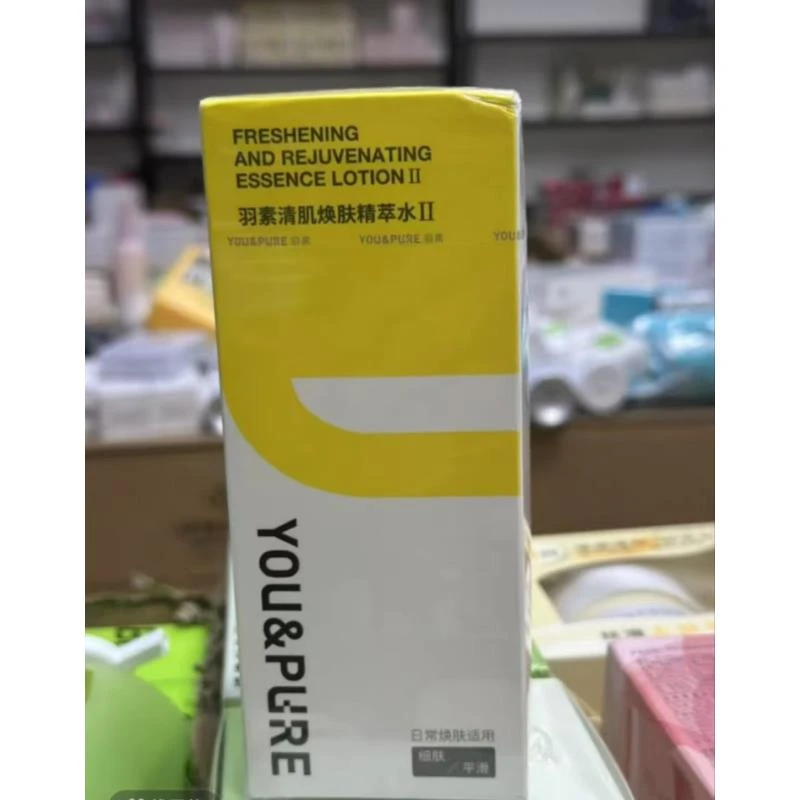 FRESHENING
AND REJUVENATING
ESSENCE LOTION II
羽素清肌焕肤精萃水II
YOU&PURE 羽素 YOU&PURE 羽素 YOU&
YOU&PURE
日常焕肤适用
细肤
平滑